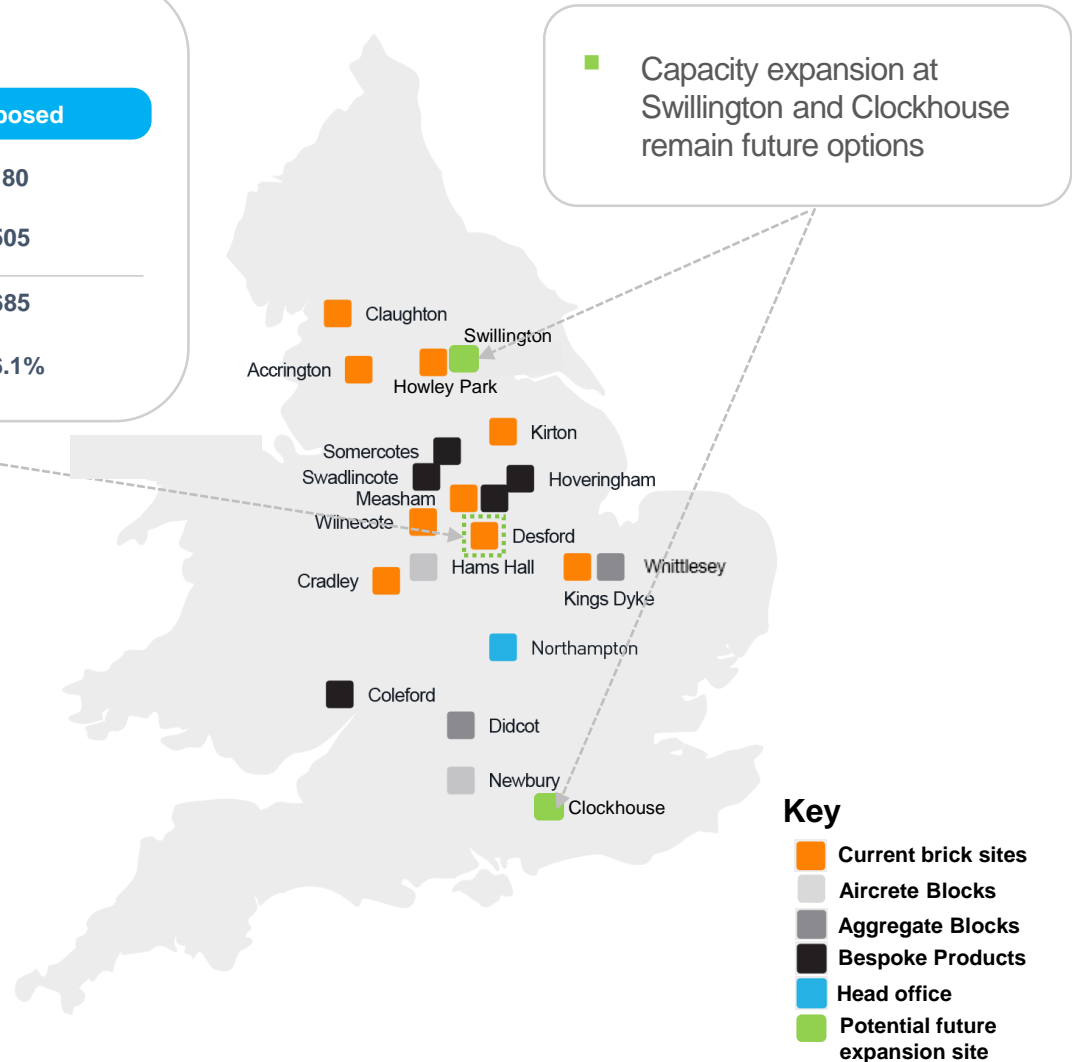 posed
80
505
685
.1%
Capacity expansion at
Swillington and Clockhouse
remain future options
Claughton
Swillington
Accrington
Howley Park
Kirton
Somercotes
Swadlincote
Hoveringham
Measham
Wilnecote
Desford
Hams Hall
Whittlesey
Cradley
Kings Dyke
Northampton
Coleford
Didcot
Newbury
Clockhouse
Key
Current brick sites
Aircrete Blocks
Aggregate Blocks
Bespoke Products
Head office
Potential future
expansion site